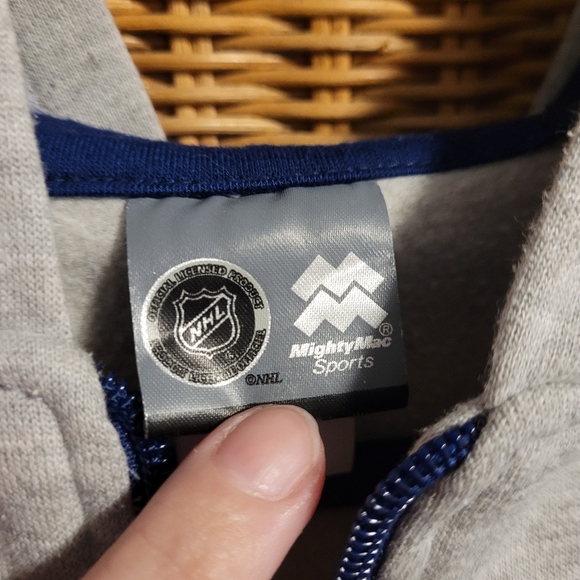 OFFICIAL LICENSED PRODUCT
NHL
©NHL
MightyMac®
Sports